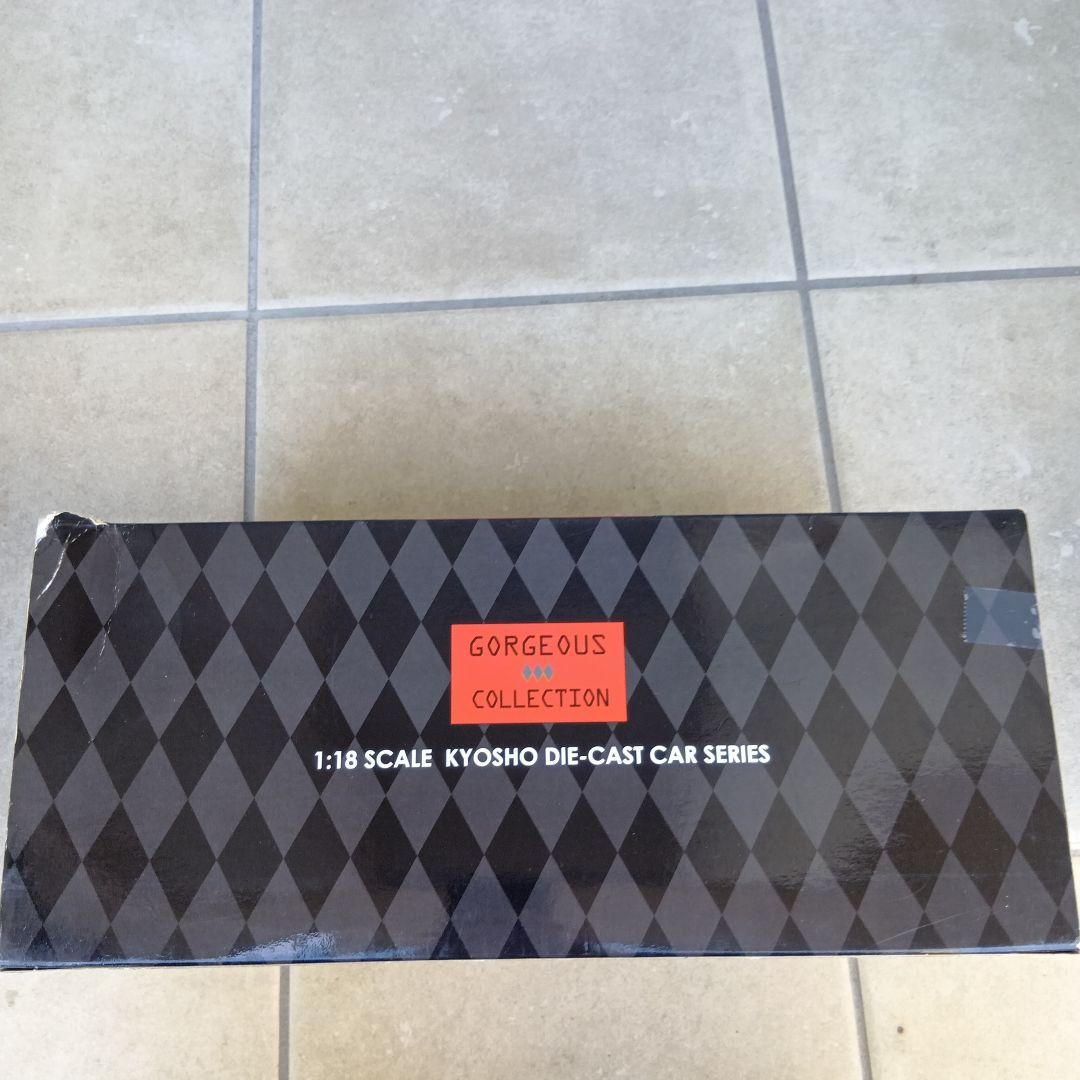 GORGEOUS
COLLECTION
1:18 SCALE KYOSHO DIE-CAST CAR SERIES